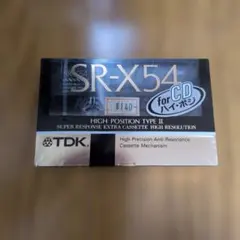 SR-X54
for CD
ハイ・ポジ
¥140
HIGH POSITION TYPE II
SUPER RESPONSE EXTRA CASSETTE HIGH RESOLUTION
TDK
High Precision Anti-Resonance
Cassette Mechanism